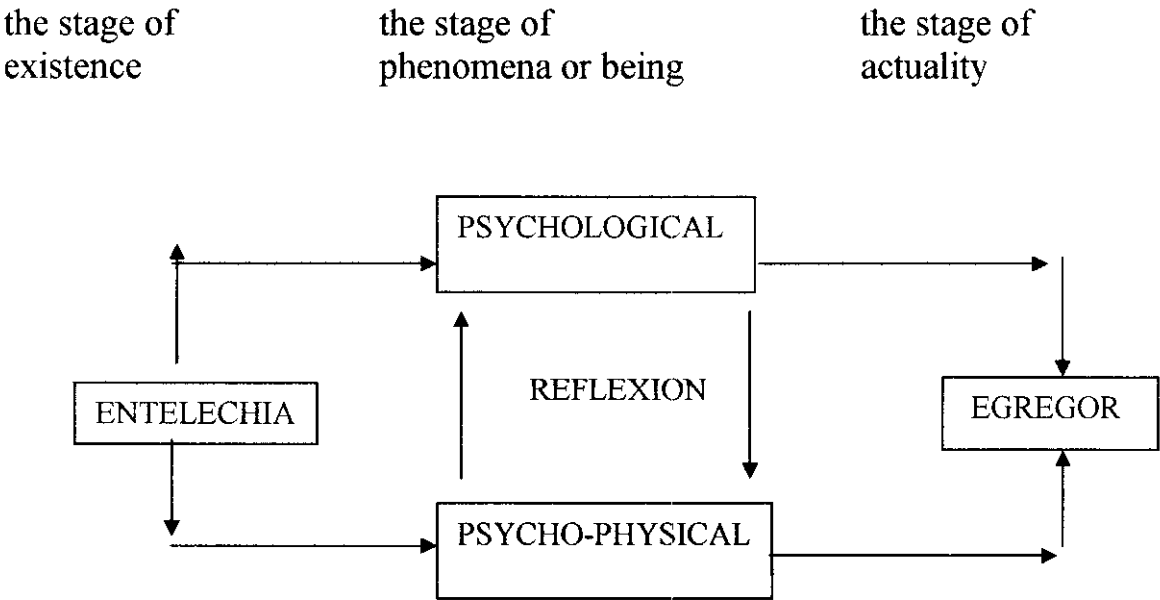 the stage of
existence
the stage of
phenomena or being
the stage of
actuality
PSYCHOLOGICAL
REFLEXION
ENTELECHIA
EGREGOR
PSYCHO-PHYSICAL